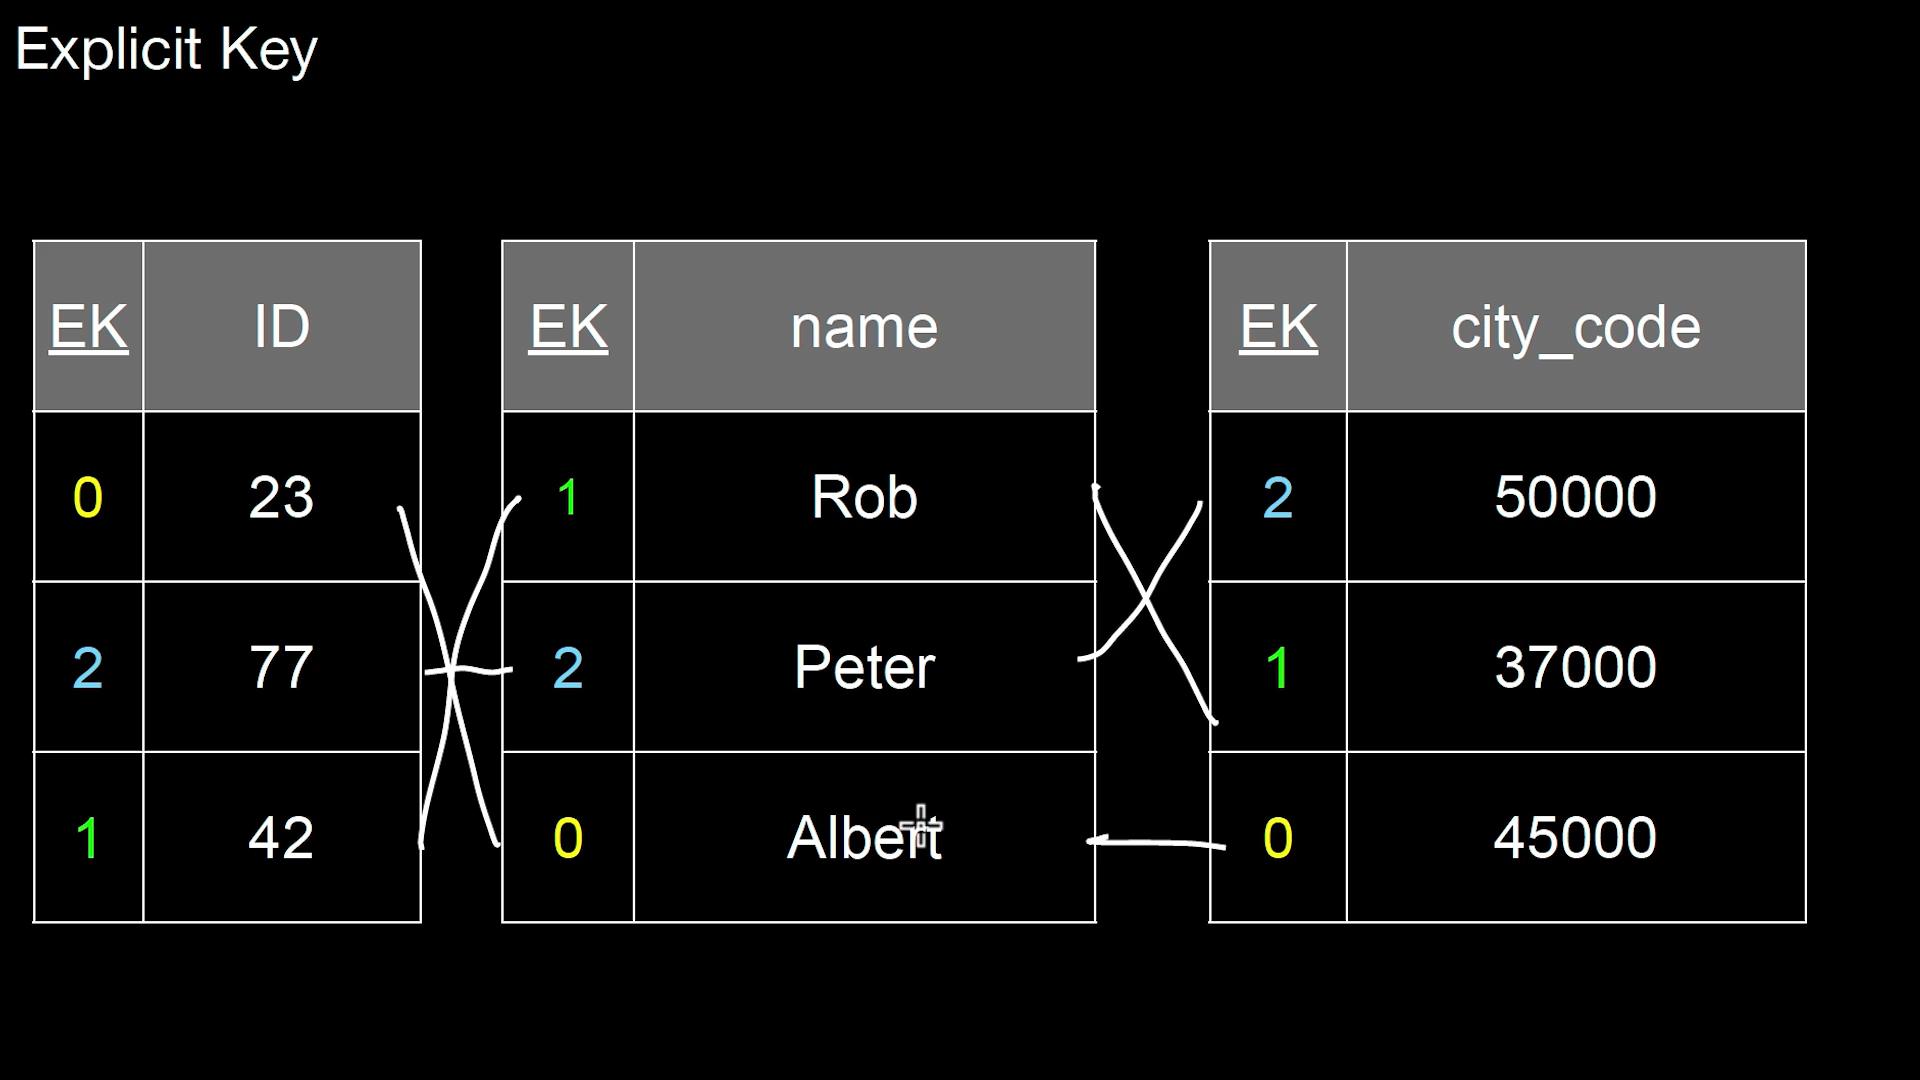 Explicit Key
EK ID EK name EK city_code
0 23 1 Rob 2 50000
2 77 2 Peter 1 37000
1 42 0 Albert 0 45000